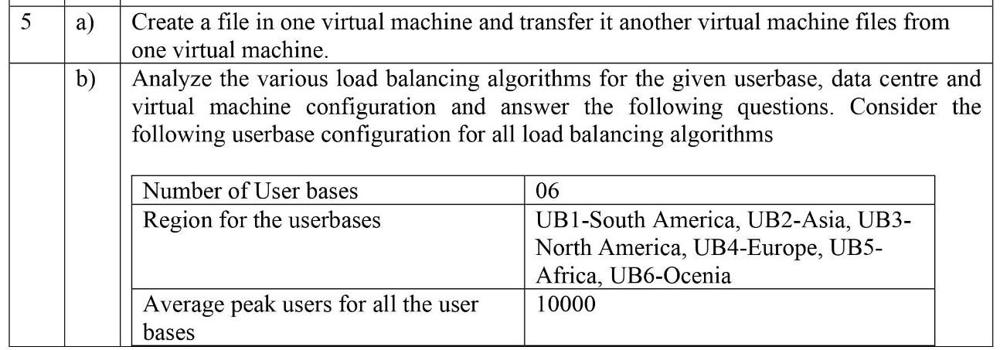 5 a) Create a file in one virtual machine and transfer it another virtual machine files from
one virtual machine.
b) Analyze the various load balancing algorithms for the given userbase, data centre and
virtual machine configuration and answer the following questions. Consider the
following userbase configuration for all load balancing algorithms
Number of User bases 06
Region for the userbases UB1-South America, UB2-Asia, UB3-
North America, UB4-Europe, UB5-
Africa, UB6-Ocenia
Average peak users for all the user 10000
bases